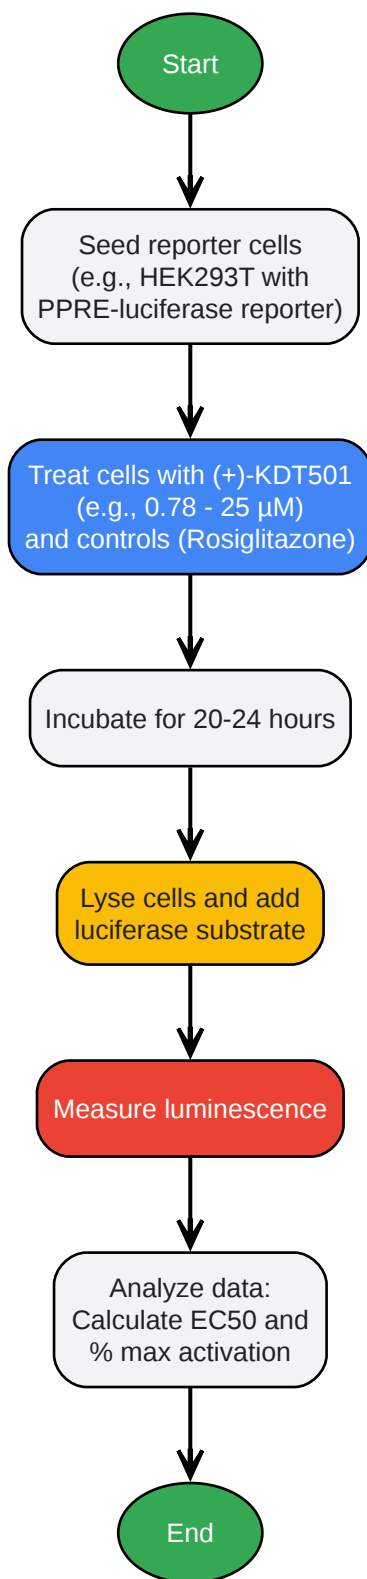 Start
Seed reporter cells
(e.g., HEK293T with
PPRE-luciferase reporter)
Treat cells with (+)-KDT501
(e.g., 0.78 - 25 µM)
and controls (Rosiglitazone)
Incubate for 20-24 hours
Lyse cells and add
luciferase substrate
Measure luminescence
Analyze data:
Calculate EC50 and
% max activation
End